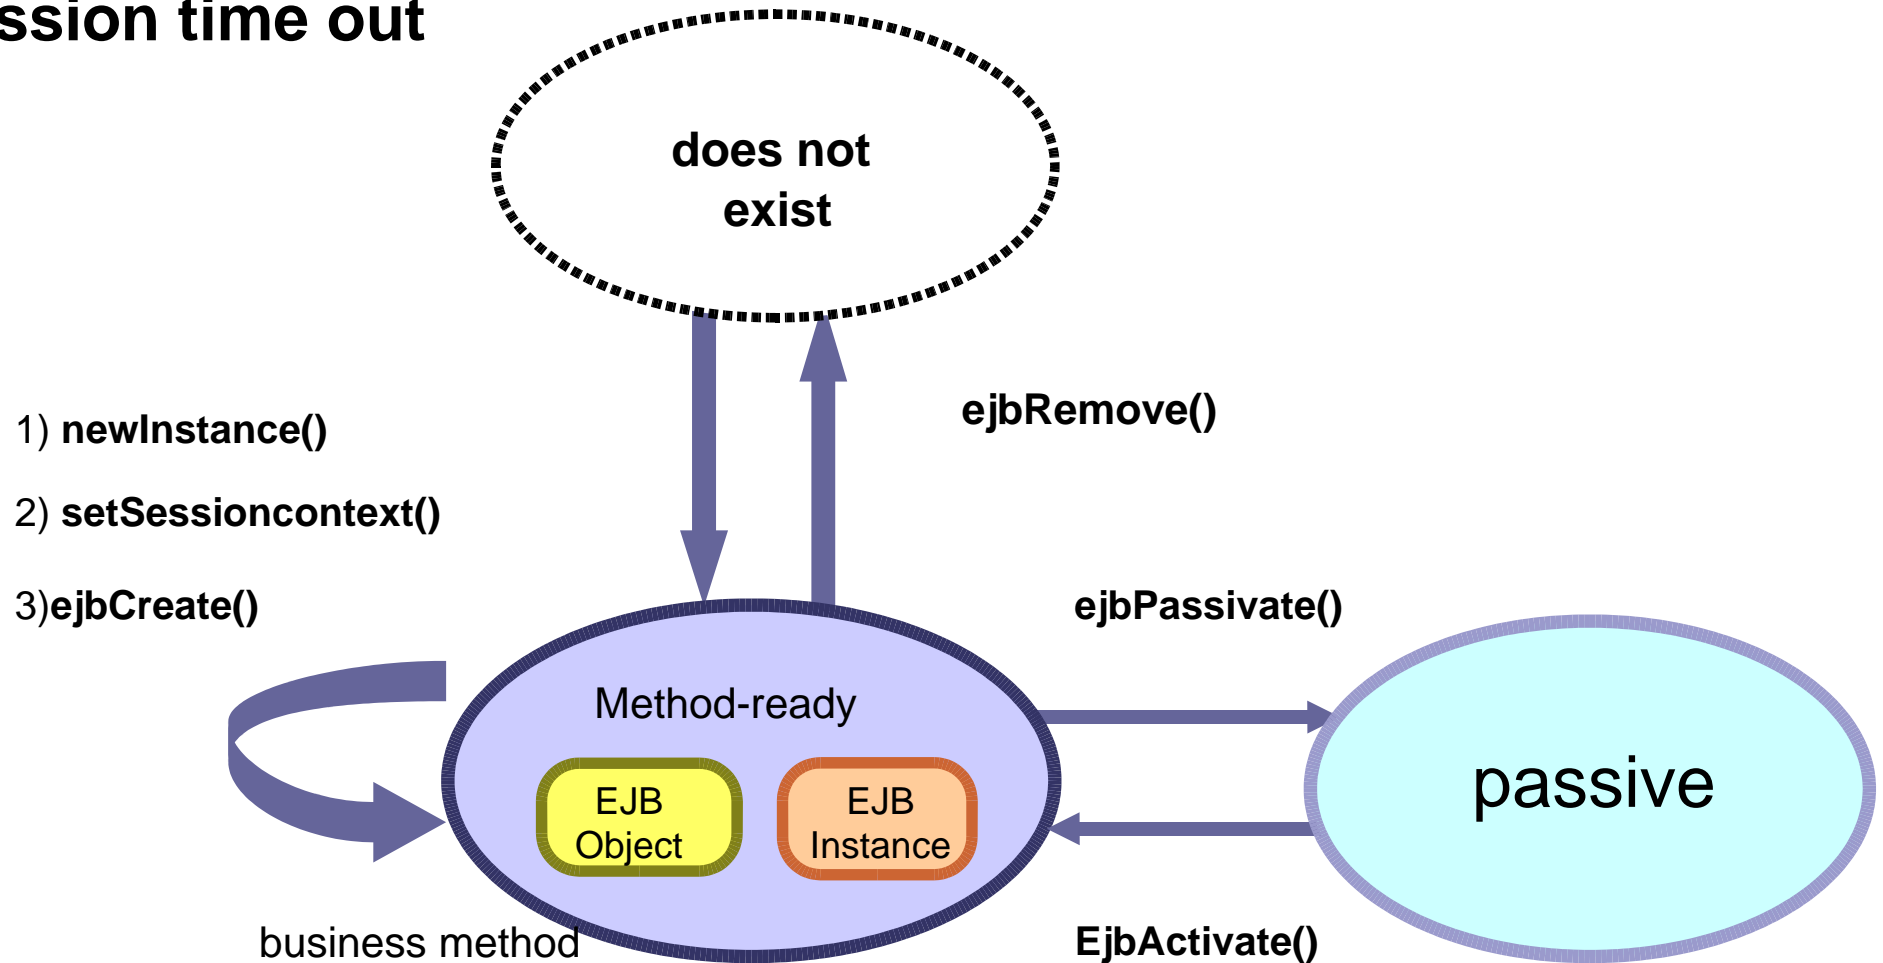 ssion time out
does not
exist
1) newInstance()
ejbRemove()
2) setSessioncontext()
3)ejbCreate()
ejbPassivate()
Method-ready
EJB
Object
EJB
Instance
passive
business method
EjbActivate()